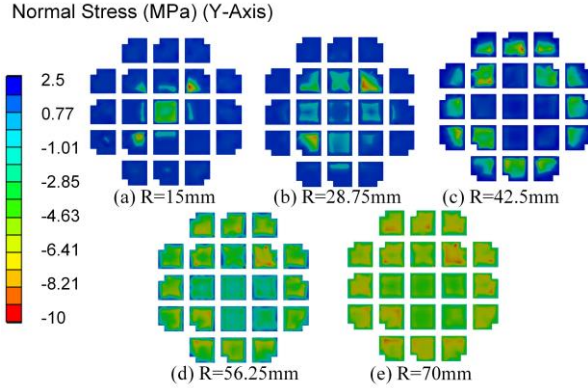 Normal Stress (MPa) (Y-Axis)
2.5
0.77
-1.01
-2.85
-4.63
-6.41
-8.21
-10
(a) R=15mm
(b) R=28.75mm
(c) R=42.5mm
(d) R=56.25mm
(e) R=70mm